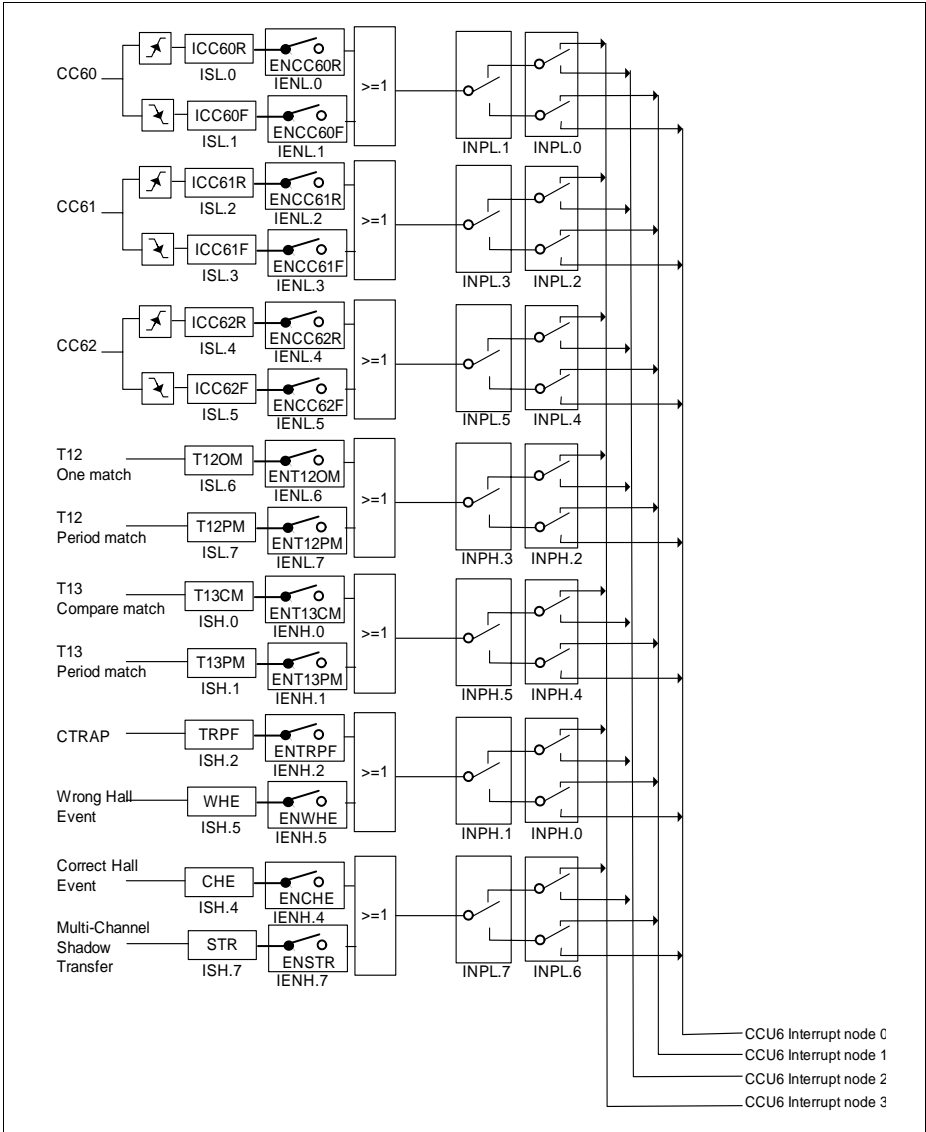 CC60
ICC60R
ISL.0
ENCC60R
IENL.0
ICC60F
ISL.1
ENCC60F
IENL.1
>=1
INPL.1
INPL.0
CC61
ICC61R
ISL.2
ENCC61R
IENL.2
ICC61F
ISL.3
ENCC61F
IENL.3
>=1
INPL.3
INPL.2
CC62
ICC62R
ISL.4
ENCC62R
IENL.4
ICC62F
ISL.5
ENCC62F
IENL.5
>=1
INPL.5
INPL.4
T12
One match
T12OM
ISL.6
ENT12OM
IENL.6
T12
Period match
T12PM
ISL.7
ENT12PM
IENL.7
>=1
INPH.3
INPH.2
T13
Compare match
T13CM
ISH.0
ENT13CM
IENH.0
T13
Period match
T13PM
ISH.1
ENT13PM
IENH.1
>=1
INPH.5
INPH.4
CTRAP
TRPF
ISH.2
ENTRPF
IENH.2
Wrong Hall
Event
WHE
ISH.5
ENWHE
IENH.5
>=1
INPH.1
INPH.0
Correct Hall
Event
CHE
ISH.4
ENCHE
IENH.4
Multi-Channel
Shadow
Transfer
STR
ISH.7
ENSTR
IENH.7
>=1
INPL.7
INPL.6
CCU6 Interrupt node 0
CCU6 Interrupt node 1
CCU6 Interrupt node 2
CCU6 Interrupt node 3